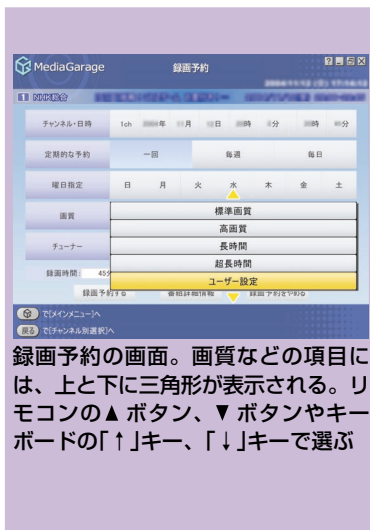 MediaGarage 録画予約
1 NHK総合
チャンネル・日時 1ch 年 月 日 時 分 時 分
定期的な予約 一回 毎週 毎日
曜日指定 日 月 火 水 木 金 土
画質 標準画質
高画質
チューナー 長時間
超長時間
録画時間: 45分 ユーザー設定
録画予約する 番組詳細情報 録画予約をやめる
で[メインメニュー]へ
戻る で[チャンネル別選択]へ
録画予約の画面。画質などの項目に
は、上と下に三角形が表示される。リ
モコンの▲ボタン、▼ボタンやキー
ボードの「↑」キー、「↓」キーで選ぶ